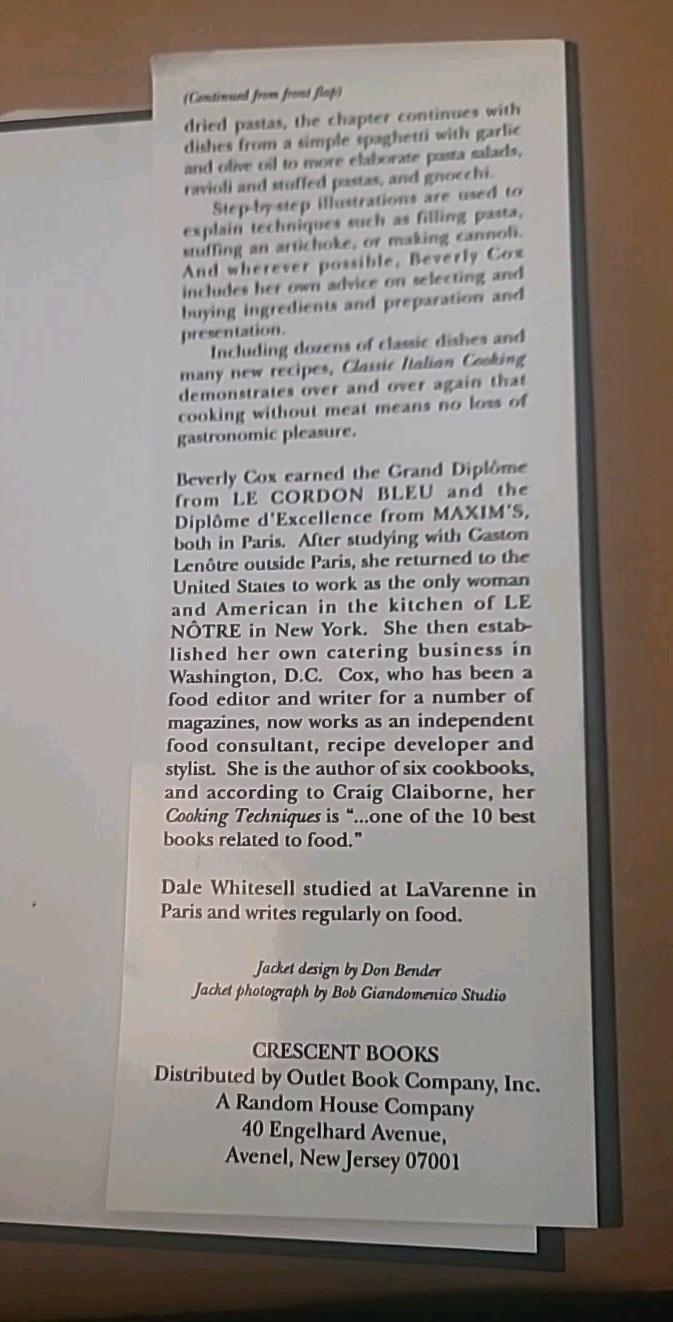 (Continued from front flap)
dried pastas, the chapter continues with
dishes from a simple spaghetti with garlic
and olive oil to more elaborate pasta salads,
ravioli and stuffed pastas, and gnocchi.
Step-by-step illustrations are used to
explain techniques such as filling pasta,
stuffing an artichoke, or making cannoli.
And wherever possible, Beverly Cox
includes her own advice on selecting and
buying ingredients and preparation and
presentation.
Including dozens of classic dishes and
many new recipes, Classic Italian Cooking
demonstrates over and over again that
cooking without meat means no loss of
gastronomic pleasure.
Beverly Cox earned the Grand Diplôme
from LE CORDON BLEU and the
Diplôme d'Excellence from MAXIM'S,
both in Paris. After studying with Gaston
Lenôtre outside Paris, she returned to the
United States to work as the only woman
and American in the kitchen of LE
NÔTRE in New York. She then estab-
lished her own catering business in
Washington, D.C. Cox, who has been a
food editor and writer for a number of
magazines, now works as an independent
food consultant, recipe developer and
stylist. She is the author of six cookbooks,
and according to Craig Claiborne, her
Cooking Techniques is "...one of the 10 best
books related to food."
Dale Whitesell studied at LaVarenne in
Paris and writes regularly on food.
Jacket design by Don Bender
Jacket photograph by Bob Giandomenico Studio
CRESCENT BOOKS
Distributed by Outlet Book Company, Inc.
A Random House Company
40 Engelhard Avenue,
Avenel, New Jersey 07001